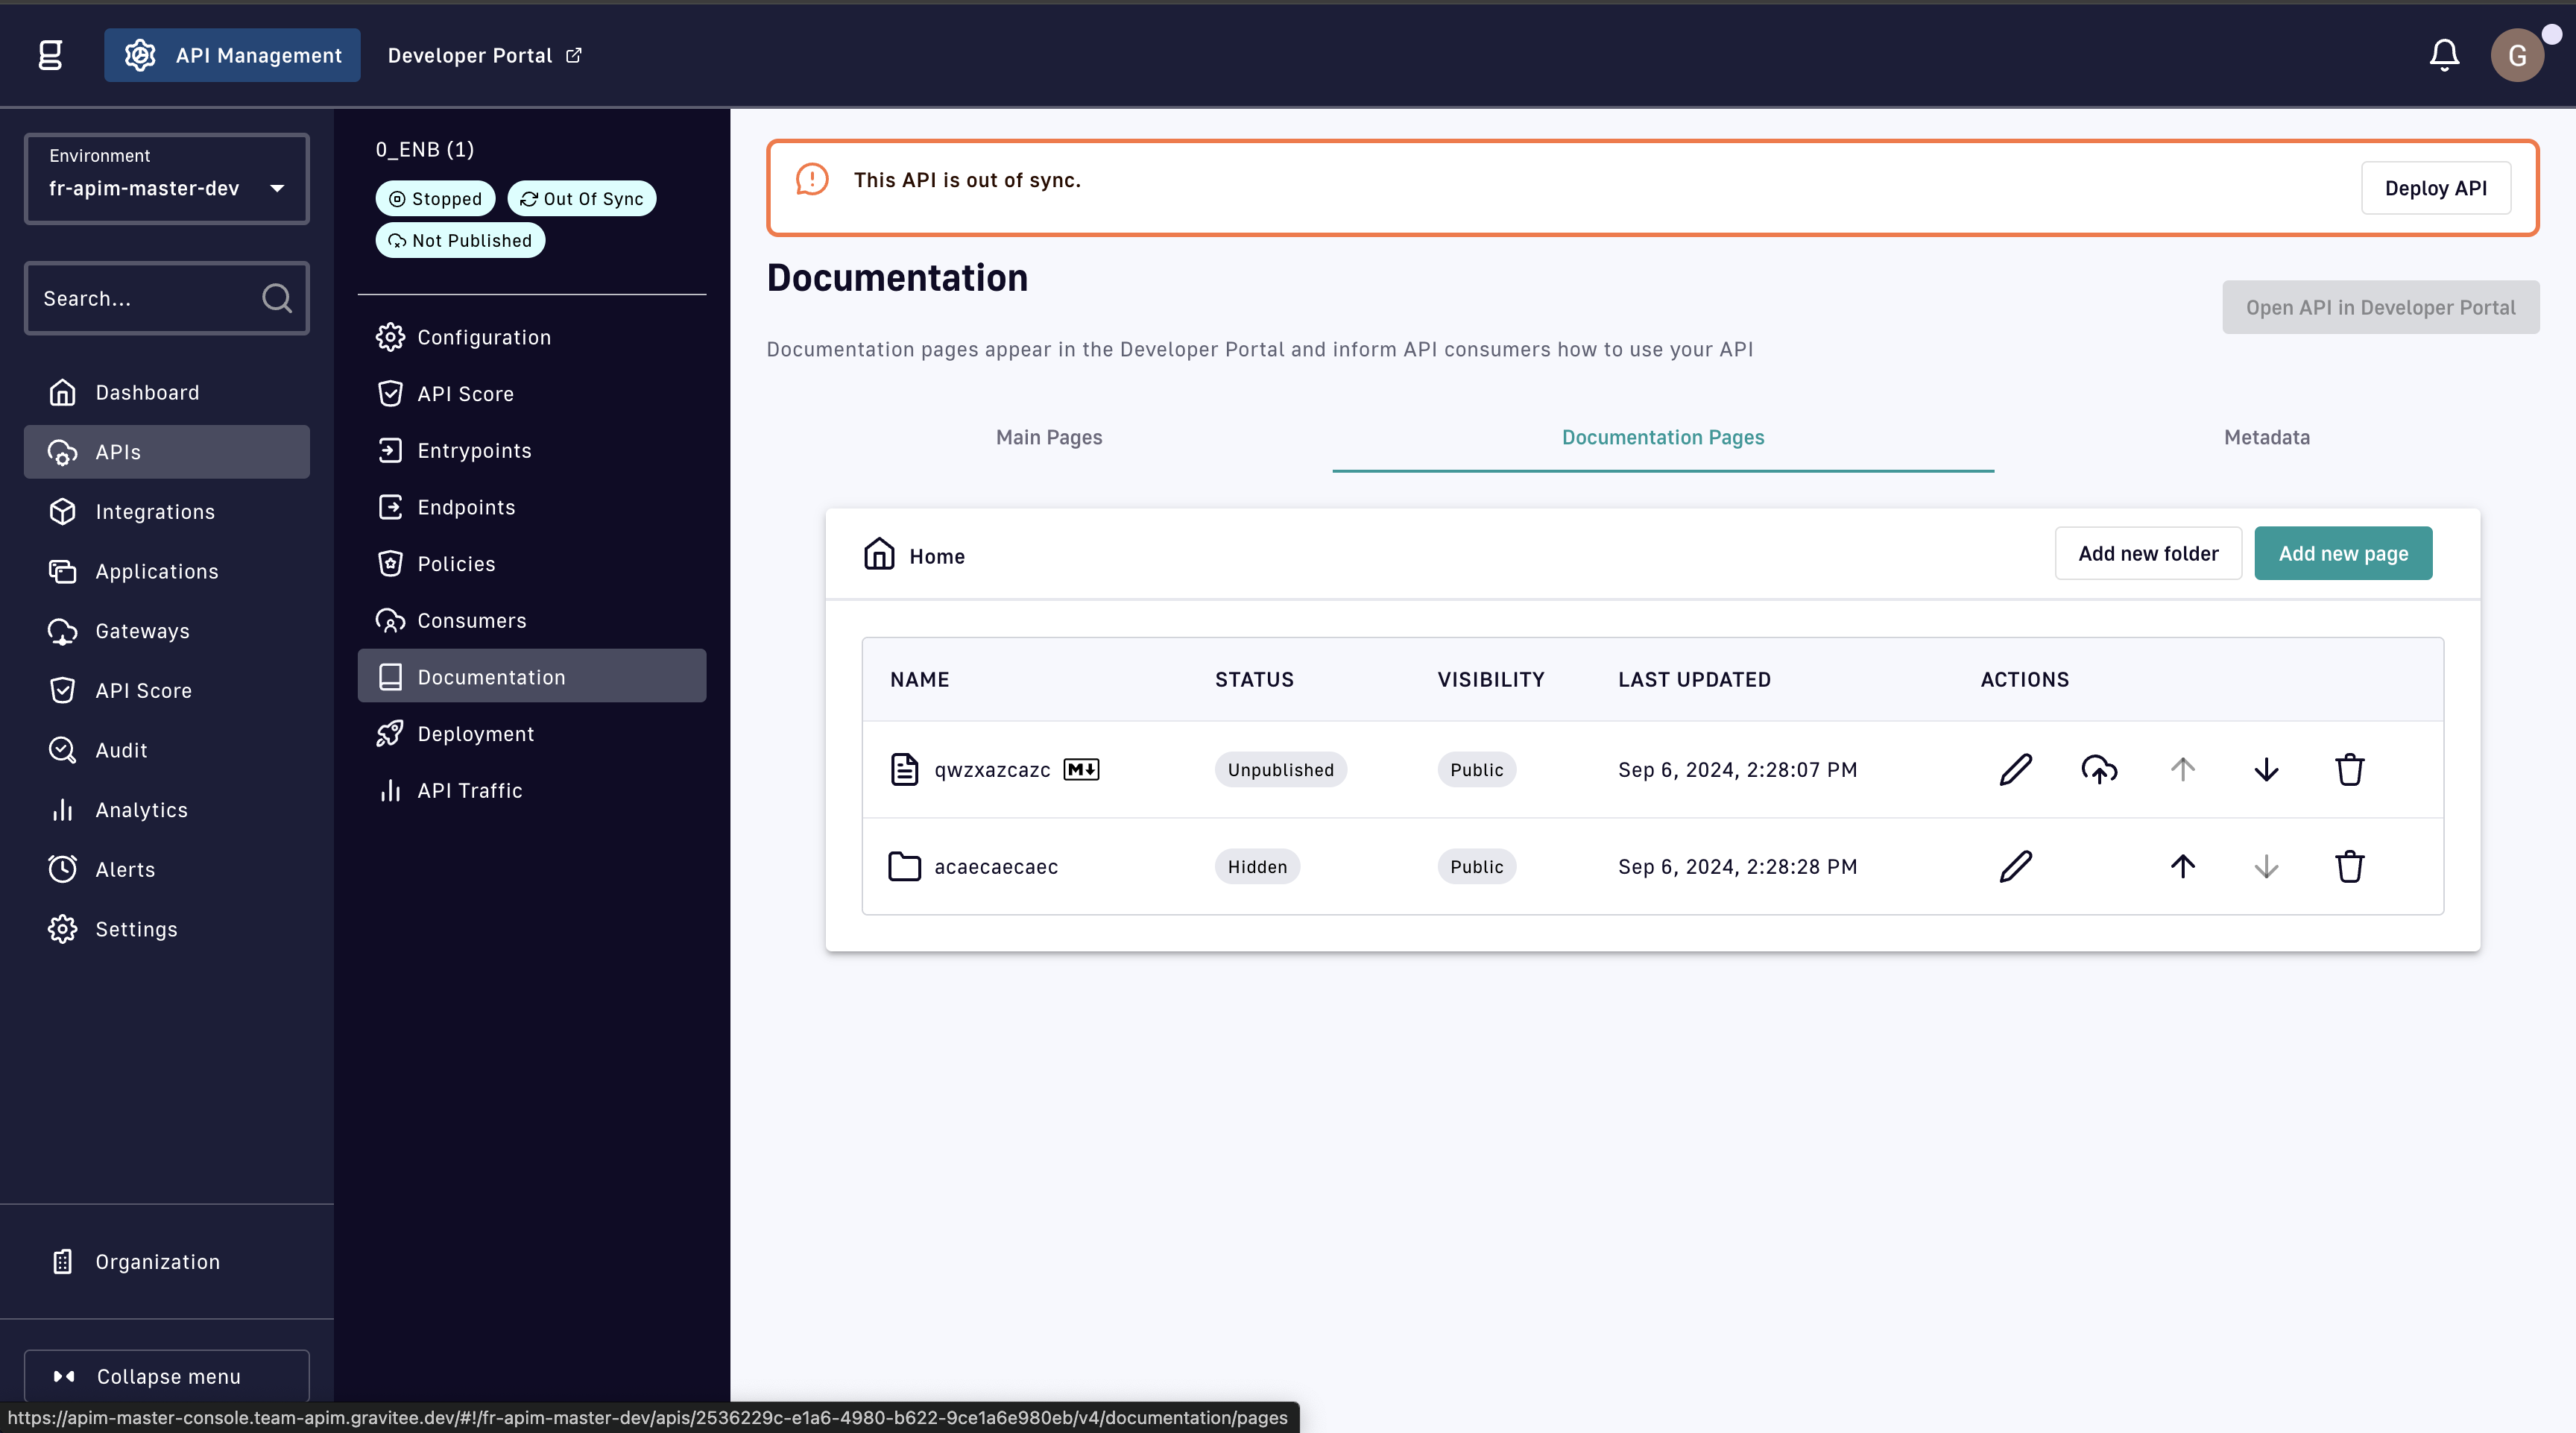 g API Management Developer Portal G
Environment
fr-apim-master-dev
Search...
Dashboard
APIs
Integrations
Applications
Gateways
API Score
Audit
Analytics
Alerts
Settings
Organization
Collapse menu
0_ENB (1)
Stopped Out Of Sync
Not Published
Configuration
API Score
Entrypoints
Endpoints
Policies
Consumers
Documentation
Deployment
API Traffic
This API is out of sync. Deploy API
Documentation
Open API in Developer Portal
Documentation pages appear in the Developer Portal and inform API consumers how to use your API
Main Pages Documentation Pages Metadata
Home Add new folder Add new page
NAME STATUS VISIBILITY LAST UPDATED ACTIONS
qwzxazcazc M Unpublished Public Sep 6, 2024, 2:28:07 PM
acaecaecaec Hidden Public Sep 6, 2024, 2:28:28 PM
https://apim-master-console.team-apim.gravitee.dev/#!/fr-apim-master-dev/apis/2536229c-e1a6-4980-b622-9ce1a6e980eb/v4/documentation/pages